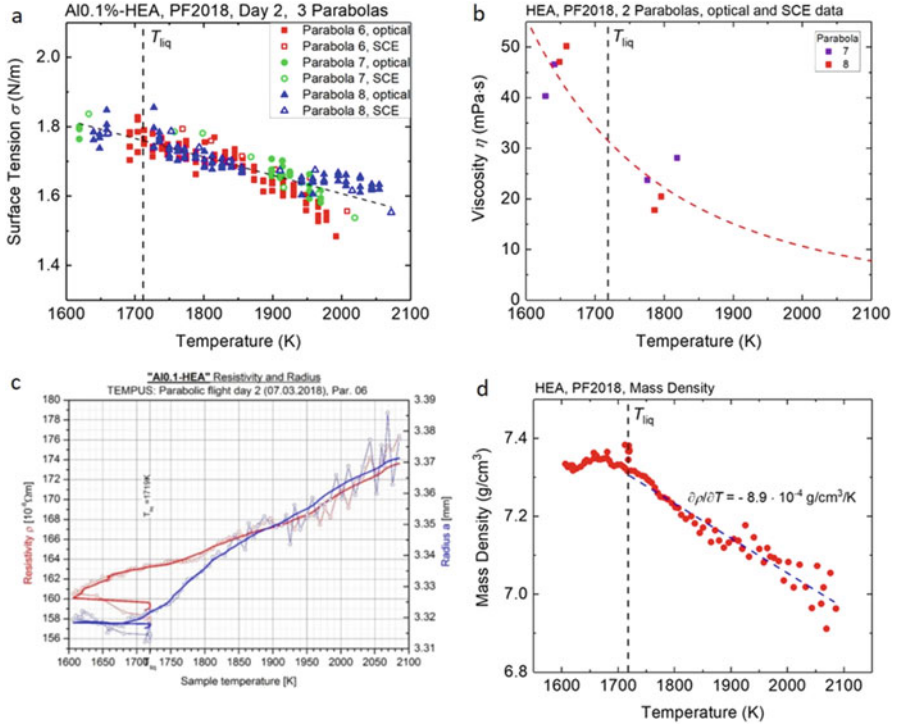 a
Al0.1%-HEA, PF2018, Day 2, 3 Parabolas
T_liq
Parabola 6, optical
Parabola 6, SCE
Parabola 7, optical
Parabola 7, SCE
Parabola 8, optical
Parabola 8, SCE
Surface Tension σ (N/m)
2.0
1.8
1.6
1.4
1600 1700 1800 1900 2000 2100
Temperature (K)
b
HEA, PF2018, 2 Parabolas, optical and SCE data
T_liq
Parabola
7
8
Viscosity η (mPa·s)
50
40
30
20
10
0
1600 1700 1800 1900 2000 2100
Temperature (K)
c
"Al0.1-HEA" Resistivity and Radius
TEMPUS: Parabolic flight day 2 (07.03.2018), Par. 06
Resistivity ρ [10⁻⁸Ωm]
180
178
176
174
172
170
168
166
164
162
160
158
156
=1719K
T_liq
3.39
3.38
3.37
3.36
3.35
3.34
3.33
3.32
3.31
Radius a [mm]
1600 1650 1700 1750 1800 1850 1900 1950 2000 2050 2100
Sample temperature [K]
d
HEA, PF2018, Mass Density
T_liq
∂ρ/∂T = - 8.9 · 10⁻⁴ g/cm³/K
Mass Density (g/cm³)
7.4
7.2
7.0
6.8
1600 1700 1800 1900 2000 2100
Temperature (K)